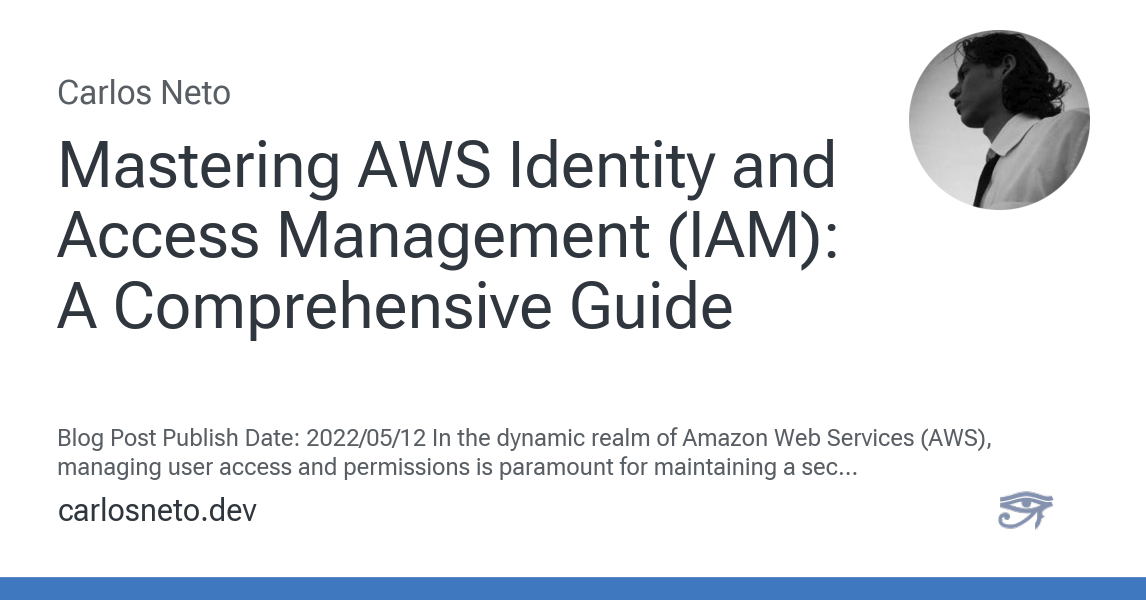 Carlos Neto
Mastering AWS Identity and
Access Management (IAM):
A Comprehensive Guide
Blog Post Publish Date: 2022/05/12 In the dynamic realm of Amazon Web Services (AWS),
managing user access and permissions is paramount for maintaining a sec...
carlosneto.dev